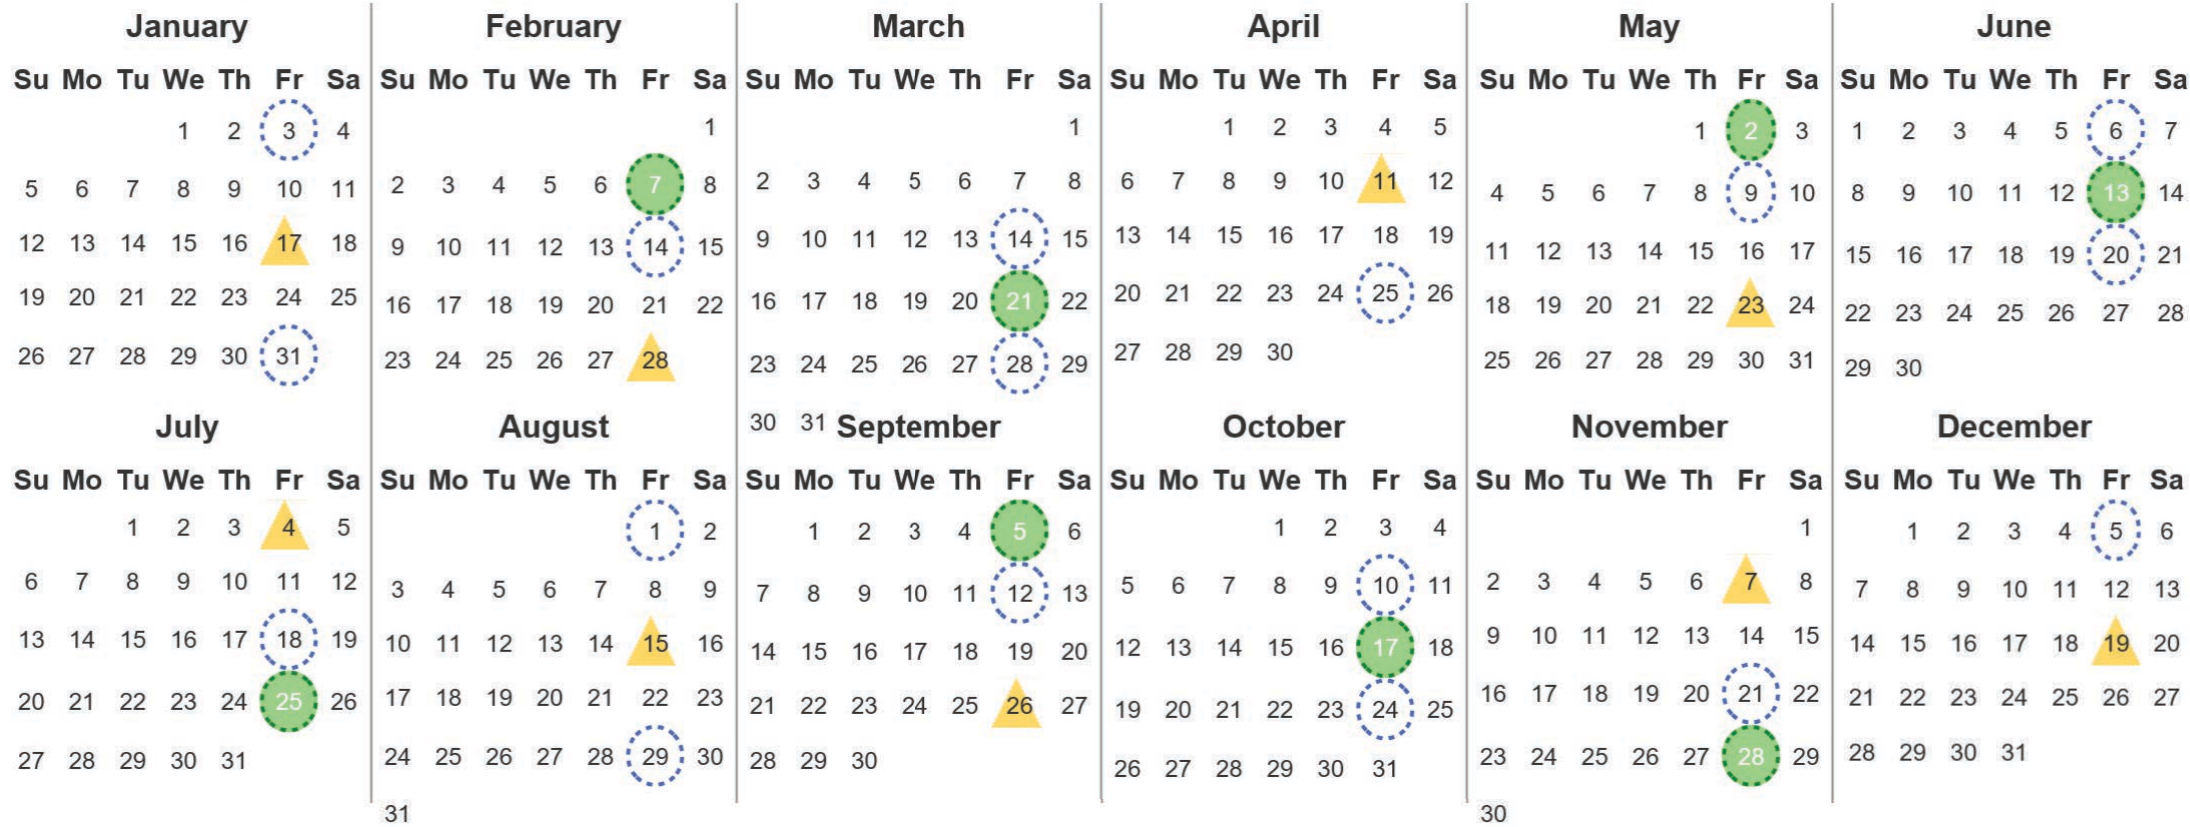 January
Su Mo Tu We Th Fr Sa
1 2 3 4
5 6 7 8 9 10 11
12 13 14 15 16 17 18
19 20 21 22 23 24 25
26 27 28 29 30 31
February
Su Mo Tu We Th Fr Sa
1
2 3 4 5 6 7 8
9 10 11 12 13 14 15
16 17 18 19 20 21 22
23 24 25 26 27 28
March
Su Mo Tu We Th Fr Sa
1
2 3 4 5 6 7 8
9 10 11 12 13 14 15
16 17 18 19 20 21 22
23 24 25 26 27 28 29
30 31
April
Su Mo Tu We Th Fr Sa
1 2 3 4 5
6 7 8 9 10 11 12
13 14 15 16 17 18 19
20 21 22 23 24 25 26
27 28 29 30
May
Su Mo Tu We Th Fr Sa
1 2 3
4 5 6 7 8 9 10
11 12 13 14 15 16 17
18 19 20 21 22 23 24
25 26 27 28 29 30 31
June
Su Mo Tu We Th Fr Sa
1 2 3 4 5 6 7
8 9 10 11 12 13 14
15 16 17 18 19 20 21
22 23 24 25 26 27 28
29 30
July
Su Mo Tu We Th Fr Sa
1 2 3 4 5
6 7 8 9 10 11 12
13 14 15 16 17 18 19
20 21 22 23 24 25 26
27 28 29 30 31
August
Su Mo Tu We Th Fr Sa
1 2
3 4 5 6 7 8 9
10 11 12 13 14 15 16
17 18 19 20 21 22 23
24 25 26 27 28 29 30
31
September
Su Mo Tu We Th Fr Sa
1 2 3 4 5 6
7 8 9 10 11 12 13
14 15 16 17 18 19 20
21 22 23 24 25 26 27
28 29 30
October
Su Mo Tu We Th Fr Sa
1 2 3 4
5 6 7 8 9 10 11
12 13 14 15 16 17 18
19 20 21 22 23 24 25
26 27 28 29 30 31
November
Su Mo Tu We Th Fr Sa
1
2 3 4 5 6 7 8
9 10 11 12 13 14 15
16 17 18 19 20 21 22
23 24 25 26 27 28 29
30
December
Su Mo Tu We Th Fr Sa
1 2 3 4 5 6
7 8 9 10 11 12 13
14 15 16 17 18 19 20
21 22 23 24 25 26 27
28 29 30 31